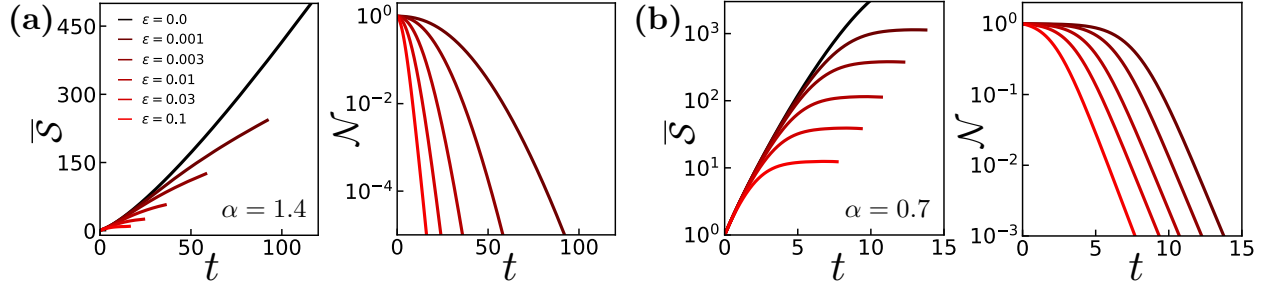 (a)
S̅
500
450
300
150
0
ε = 0.0
ε = 0.001
ε = 0.003
ε = 0.01
ε = 0.03
ε = 0.1
α = 1.4
0 50 100
t
𝒩
10⁰
10⁻²
10⁻⁴
0 50 100
t
(b)
S̅
10³
10²
10¹
10⁰
α = 0.7
0 5 10 15
t
𝒩
10⁰
10⁻¹
10⁻²
10⁻³
0 5 10 15
t